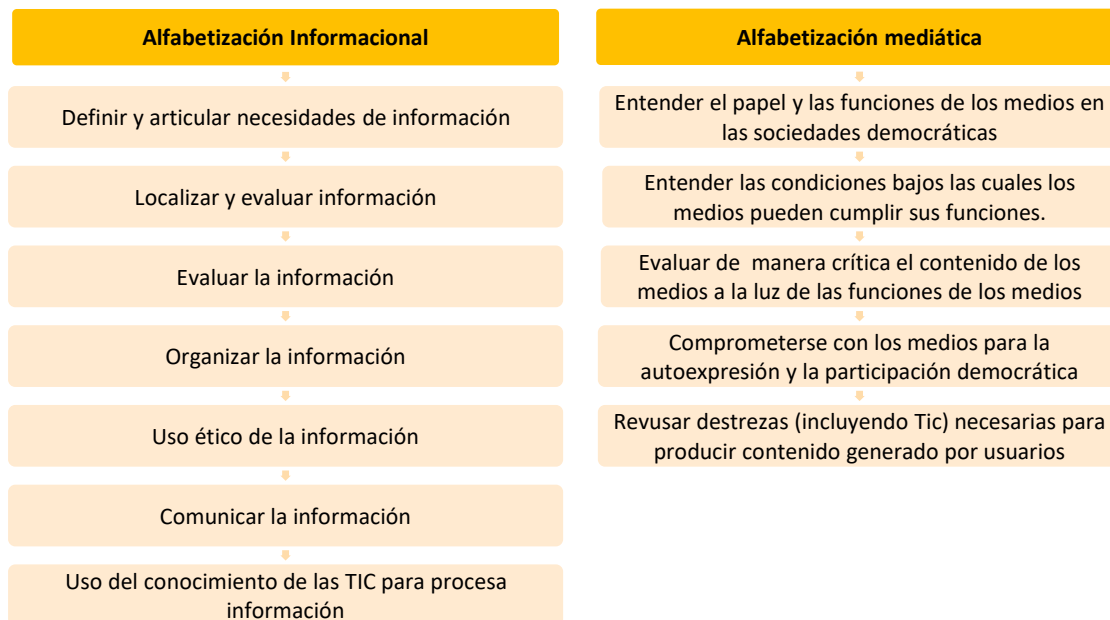 Alfabetización Informacional
Definir y articular necesidades de información
Localizar y evaluar información
Evaluar la información
Organizar la información
Uso ético de la información
Comunicar la información
Uso del conocimiento de las TIC para procesa
información
Alfabetización mediática
Entender el papel y las funciones de los medios en
las sociedades democráticas
Entender las condiciones bajos las cuales los
medios pueden cumplir sus funciones.
Evaluar de manera crítica el contenido de los
medios a la luz de las funciones de los medios
Comprometerse con los medios para la
autoexpresión y la participación democrática
Revusar destrezas (incluyendo Tic) necesarias para
producir contenido generado por usuarios